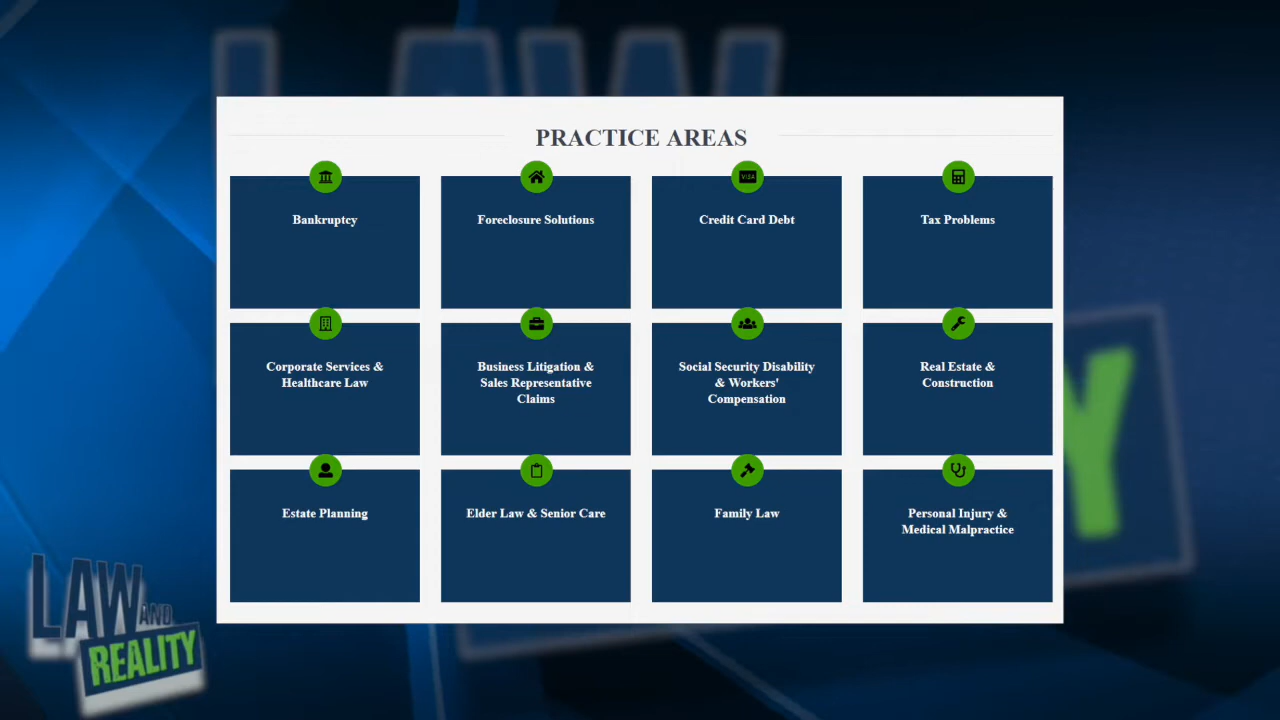 PRACTICE AREAS
VISA
Bankruptcy
Foreclosure Solutions
Credit Card Debt
Tax Problems
Corporate Services &
Healthcare Law
Business Litigation &
Sales Representative
Claims
Social Security Disability
& Workers'
Compensation
Real Estate &
Construction
Estate Planning
Elder Law & Senior Care
Family Law
Personal Injury &
Medical Malpractice
LAW
AND
REALITY
LAW
Y